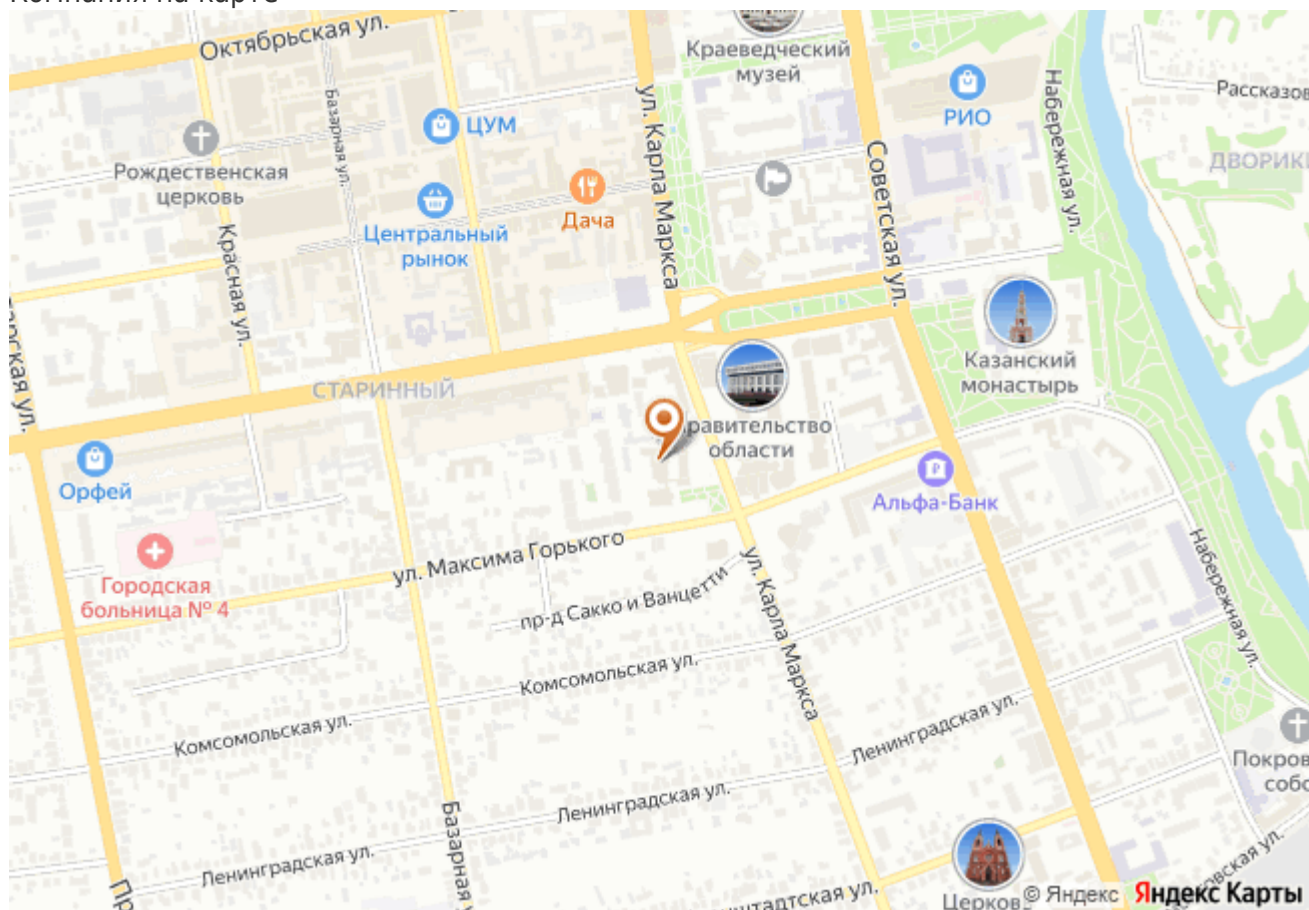 Октябрьская ул.
Базарная ул.
ЦУМ
Рождественская
церковь
Центральный
рынок
Дача
Красная ул.
ул. Карла Маркса
Краеведческий
музей
РИО
Советская ул.
Набережная ул.
Рассказов
ДВОРИКИ
Казанский
монастырь
СТАРИННЫЙ
равительство
области
Орфей
Альфа-Банк
Городская
больница № 4
ул. Максима Горького
пр-д Сакко и Ванцетти
ул. Карла Маркса
Набережная ул.
Комсомольская ул.
Комсомольская ул.
Ленинградская ул.
Ленинградская ул.
Ленинградская ул.
Базарная
Покров
собо
Церков
© Яндекс Яндекс Карты